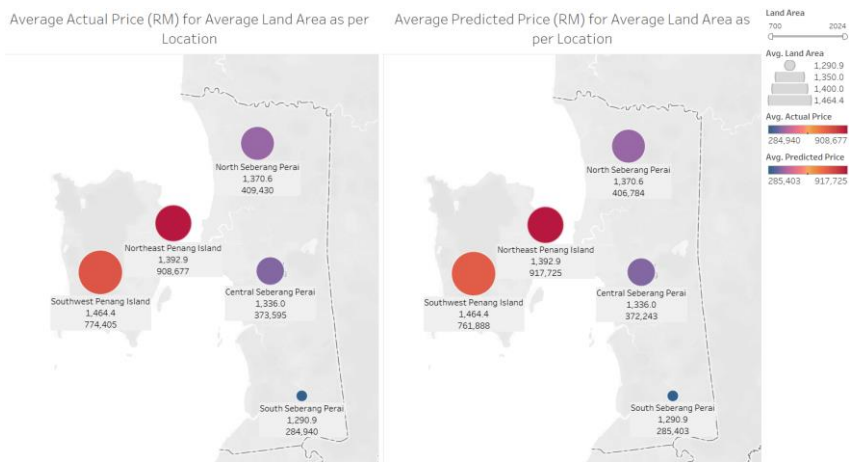 Average Actual Price (RM) for Average Land Area as per
Location
North Seberang Perai
1,370.6
409,430
Northeast Penang Island
1,392.9
908,677
Southwest Penang Island
1,464.4
774,405
Central Seberang Perai
1,336.0
373,595
South Seberang Perai
1,290.9
284,940
Average Predicted Price (RM) for Average Land Area as
per Location
North Seberang Perai
1,370.6
406,784
Northeast Penang Island
1,392.9
917,725
Southwest Penang Island
1,464.4
761,888
Central Seberang Perai
1,336.0
372,243
South Seberang Perai
1,290.9
285,403
Land Area
700 2024
Avg. Land Area
1,290.9
1,350.0
1,400.0
1,464.4
Avg. Actual Price
284,940 908,677
Avg. Predicted Price
285,403 917,725